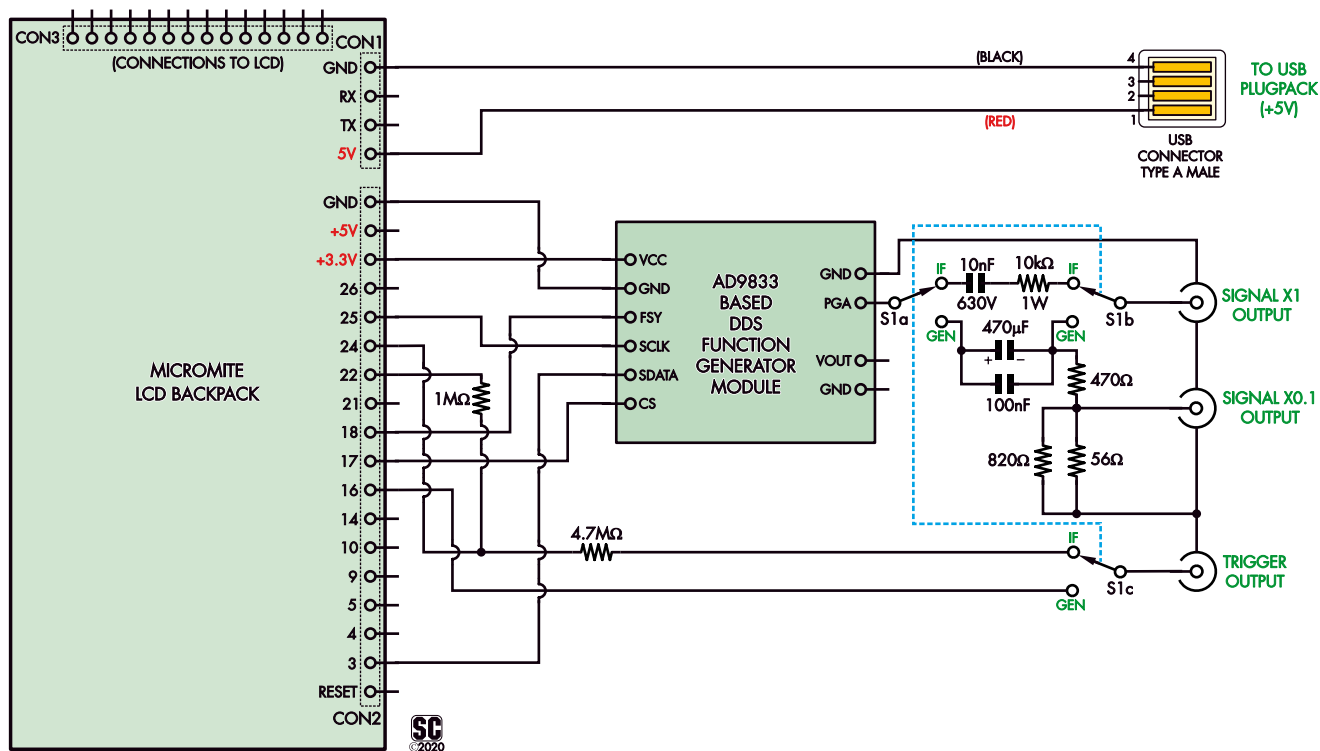 CON3
(CONNECTIONS TO LCD)
CON1
GND
RX
TX
5V
GND
+5V
+3.3V
26
25
24
22
21
18
17
16
14
10
9
5
4
3
RESET
CON2
MICROMITE
LCD BACKPACK
SC
©2020
1MΩ
4.7MΩ
(BLACK)
(RED)
4
3
2
1
USB
CONNECTOR
TYPE A MALE
TO USB
PLUGPACK
(+5V)
VCC
GND
FSY
SCLK
SDATA
CS
AD9833
BASED
DDS
FUNCTION
GENERATOR
MODULE
GND
PGA
VOUT
GND
S1a
IF
GEN
10nF
630V
10kΩ
1W
IF
GEN
S1b
470µF
+
–
100nF
470Ω
820Ω
56Ω
SIGNAL X1
OUTPUT
SIGNAL X0.1
OUTPUT
IF
GEN
S1c
TRIGGER
OUTPUT